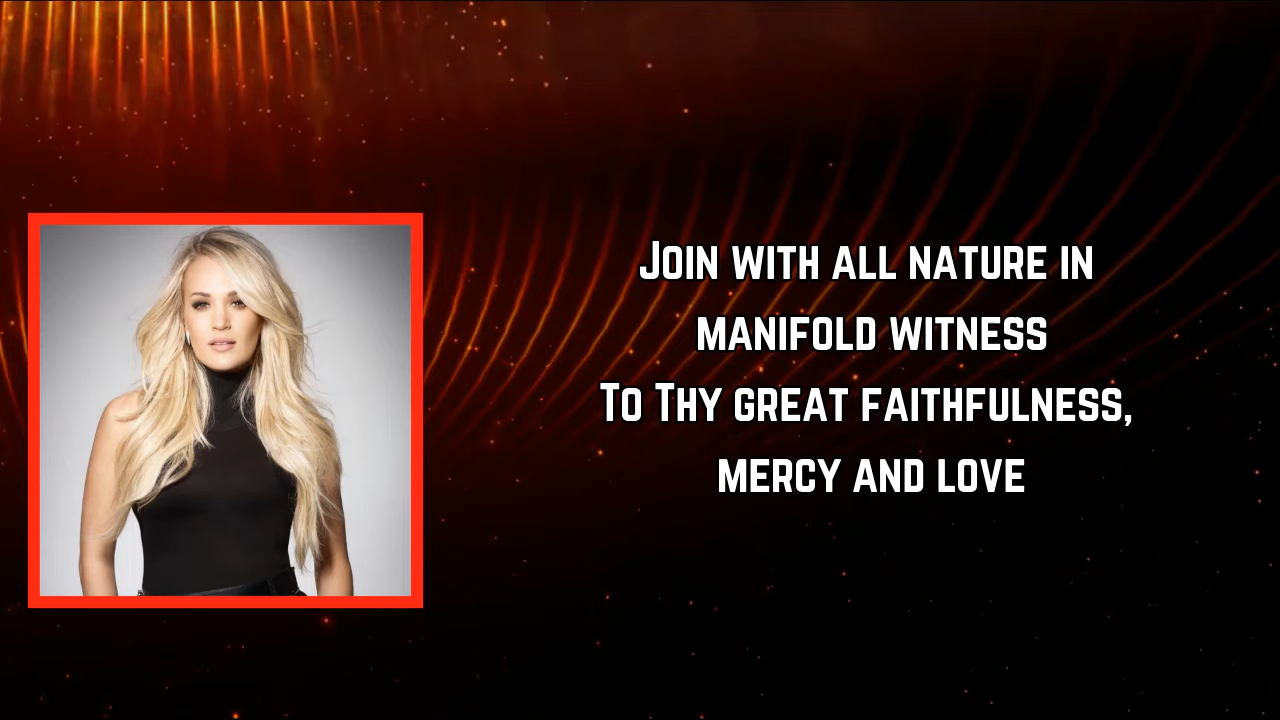 Join with all nature in
manifold witness
To Thy great faithfulness,
mercy and love